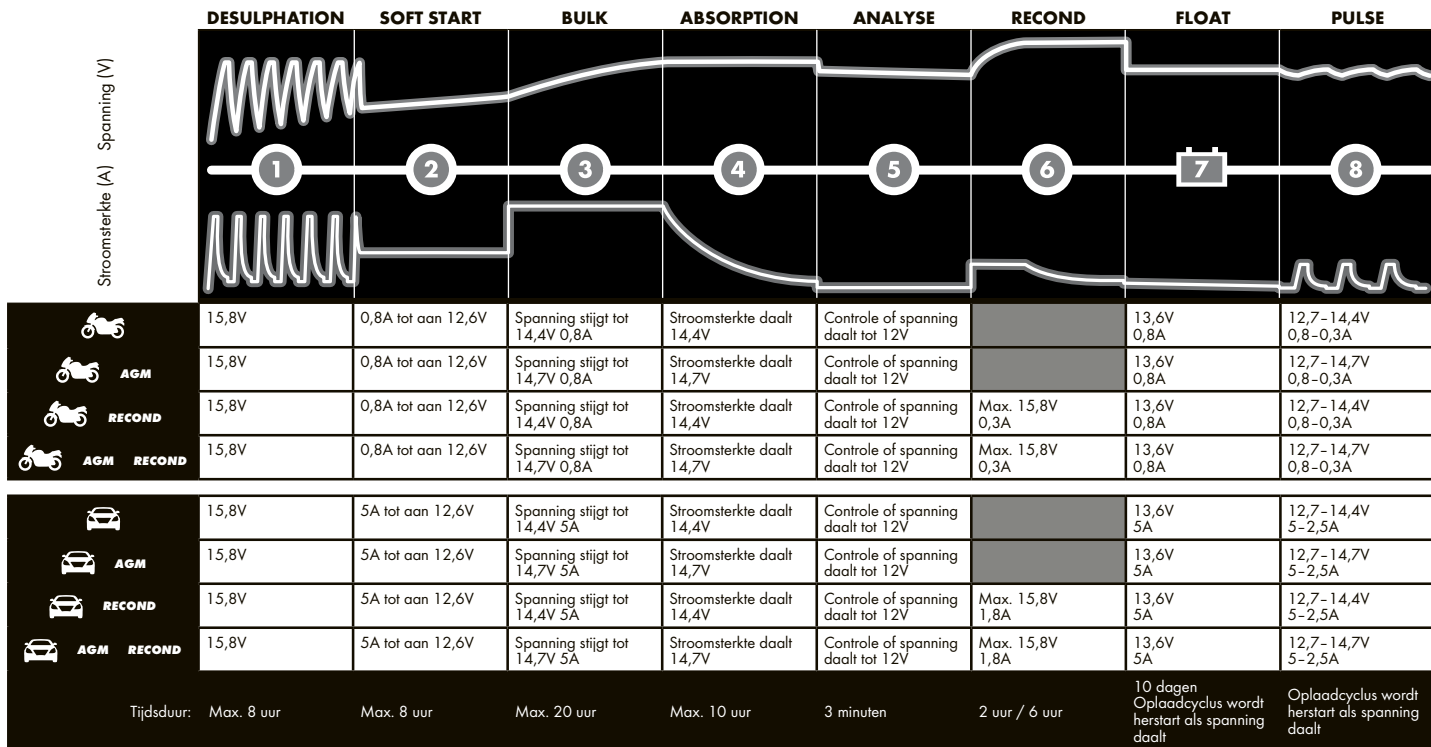 DESULPHATION SOFT START BULK ABSORPTION ANALYSE RECOND FLOAT PULSE
Spanning (V)
Stroomsterkte (A)
1 2 3 4 5 6 7 8
15,8V 0,8A tot aan 12,6V Spanning stijgt tot Stroomsterkte daalt Controle of spanning 13,6V 12,7–14,4V
14,4V 0,8A 14,4V daalt tot 12V 0,8A 0,8–0,3A
AGM 15,8V 0,8A tot aan 12,6V Spanning stijgt tot Stroomsterkte daalt Controle of spanning 13,6V 12,7–14,7V
14,7V 0,8A 14,7V daalt tot 12V 0,8A 0,8–0,3A
RECOND 15,8V 0,8A tot aan 12,6V Spanning stijgt tot Stroomsterkte daalt Controle of spanning Max. 15,8V 13,6V 12,7–14,4V
14,4V 0,8A 14,4V daalt tot 12V 0,3A 0,8A 0,8–0,3A
AGM RECOND 15,8V 0,8A tot aan 12,6V Spanning stijgt tot Stroomsterkte daalt Controle of spanning Max. 15,8V 13,6V 12,7–14,7V
14,7V 0,8A 14,7V daalt tot 12V 0,3A 0,8A 0,8–0,3A
15,8V 5A tot aan 12,6V Spanning stijgt tot Stroomsterkte daalt Controle of spanning 13,6V 12,7–14,4V
14,4V 5A 14,4V daalt tot 12V 5A 5–2,5A
AGM 15,8V 5A tot aan 12,6V Spanning stijgt tot Stroomsterkte daalt Controle of spanning 13,6V 12,7–14,7V
14,7V 5A 14,7V daalt tot 12V 5A 5–2,5A
RECOND 15,8V 5A tot aan 12,6V Spanning stijgt tot Stroomsterkte daalt Controle of spanning Max. 15,8V 13,6V 12,7–14,4V
14,4V 5A 14,4V daalt tot 12V 1,8A 5A 5–2,5A
AGM RECOND 15,8V 5A tot aan 12,6V Spanning stijgt tot Stroomsterkte daalt Controle of spanning Max. 15,8V 13,6V 12,7–14,7V
14,7V 5A 14,7V daalt tot 12V 1,8A 5A 5–2,5A
Tijdsduur: Max. 8 uur Max. 8 uur Max. 20 uur Max. 10 uur 3 minuten 2 uur / 6 uur
10 dagen
Oplaadcyclus wordt
herstart als spanning
daalt
Oplaadcyclus wordt
herstart als spanning
daalt